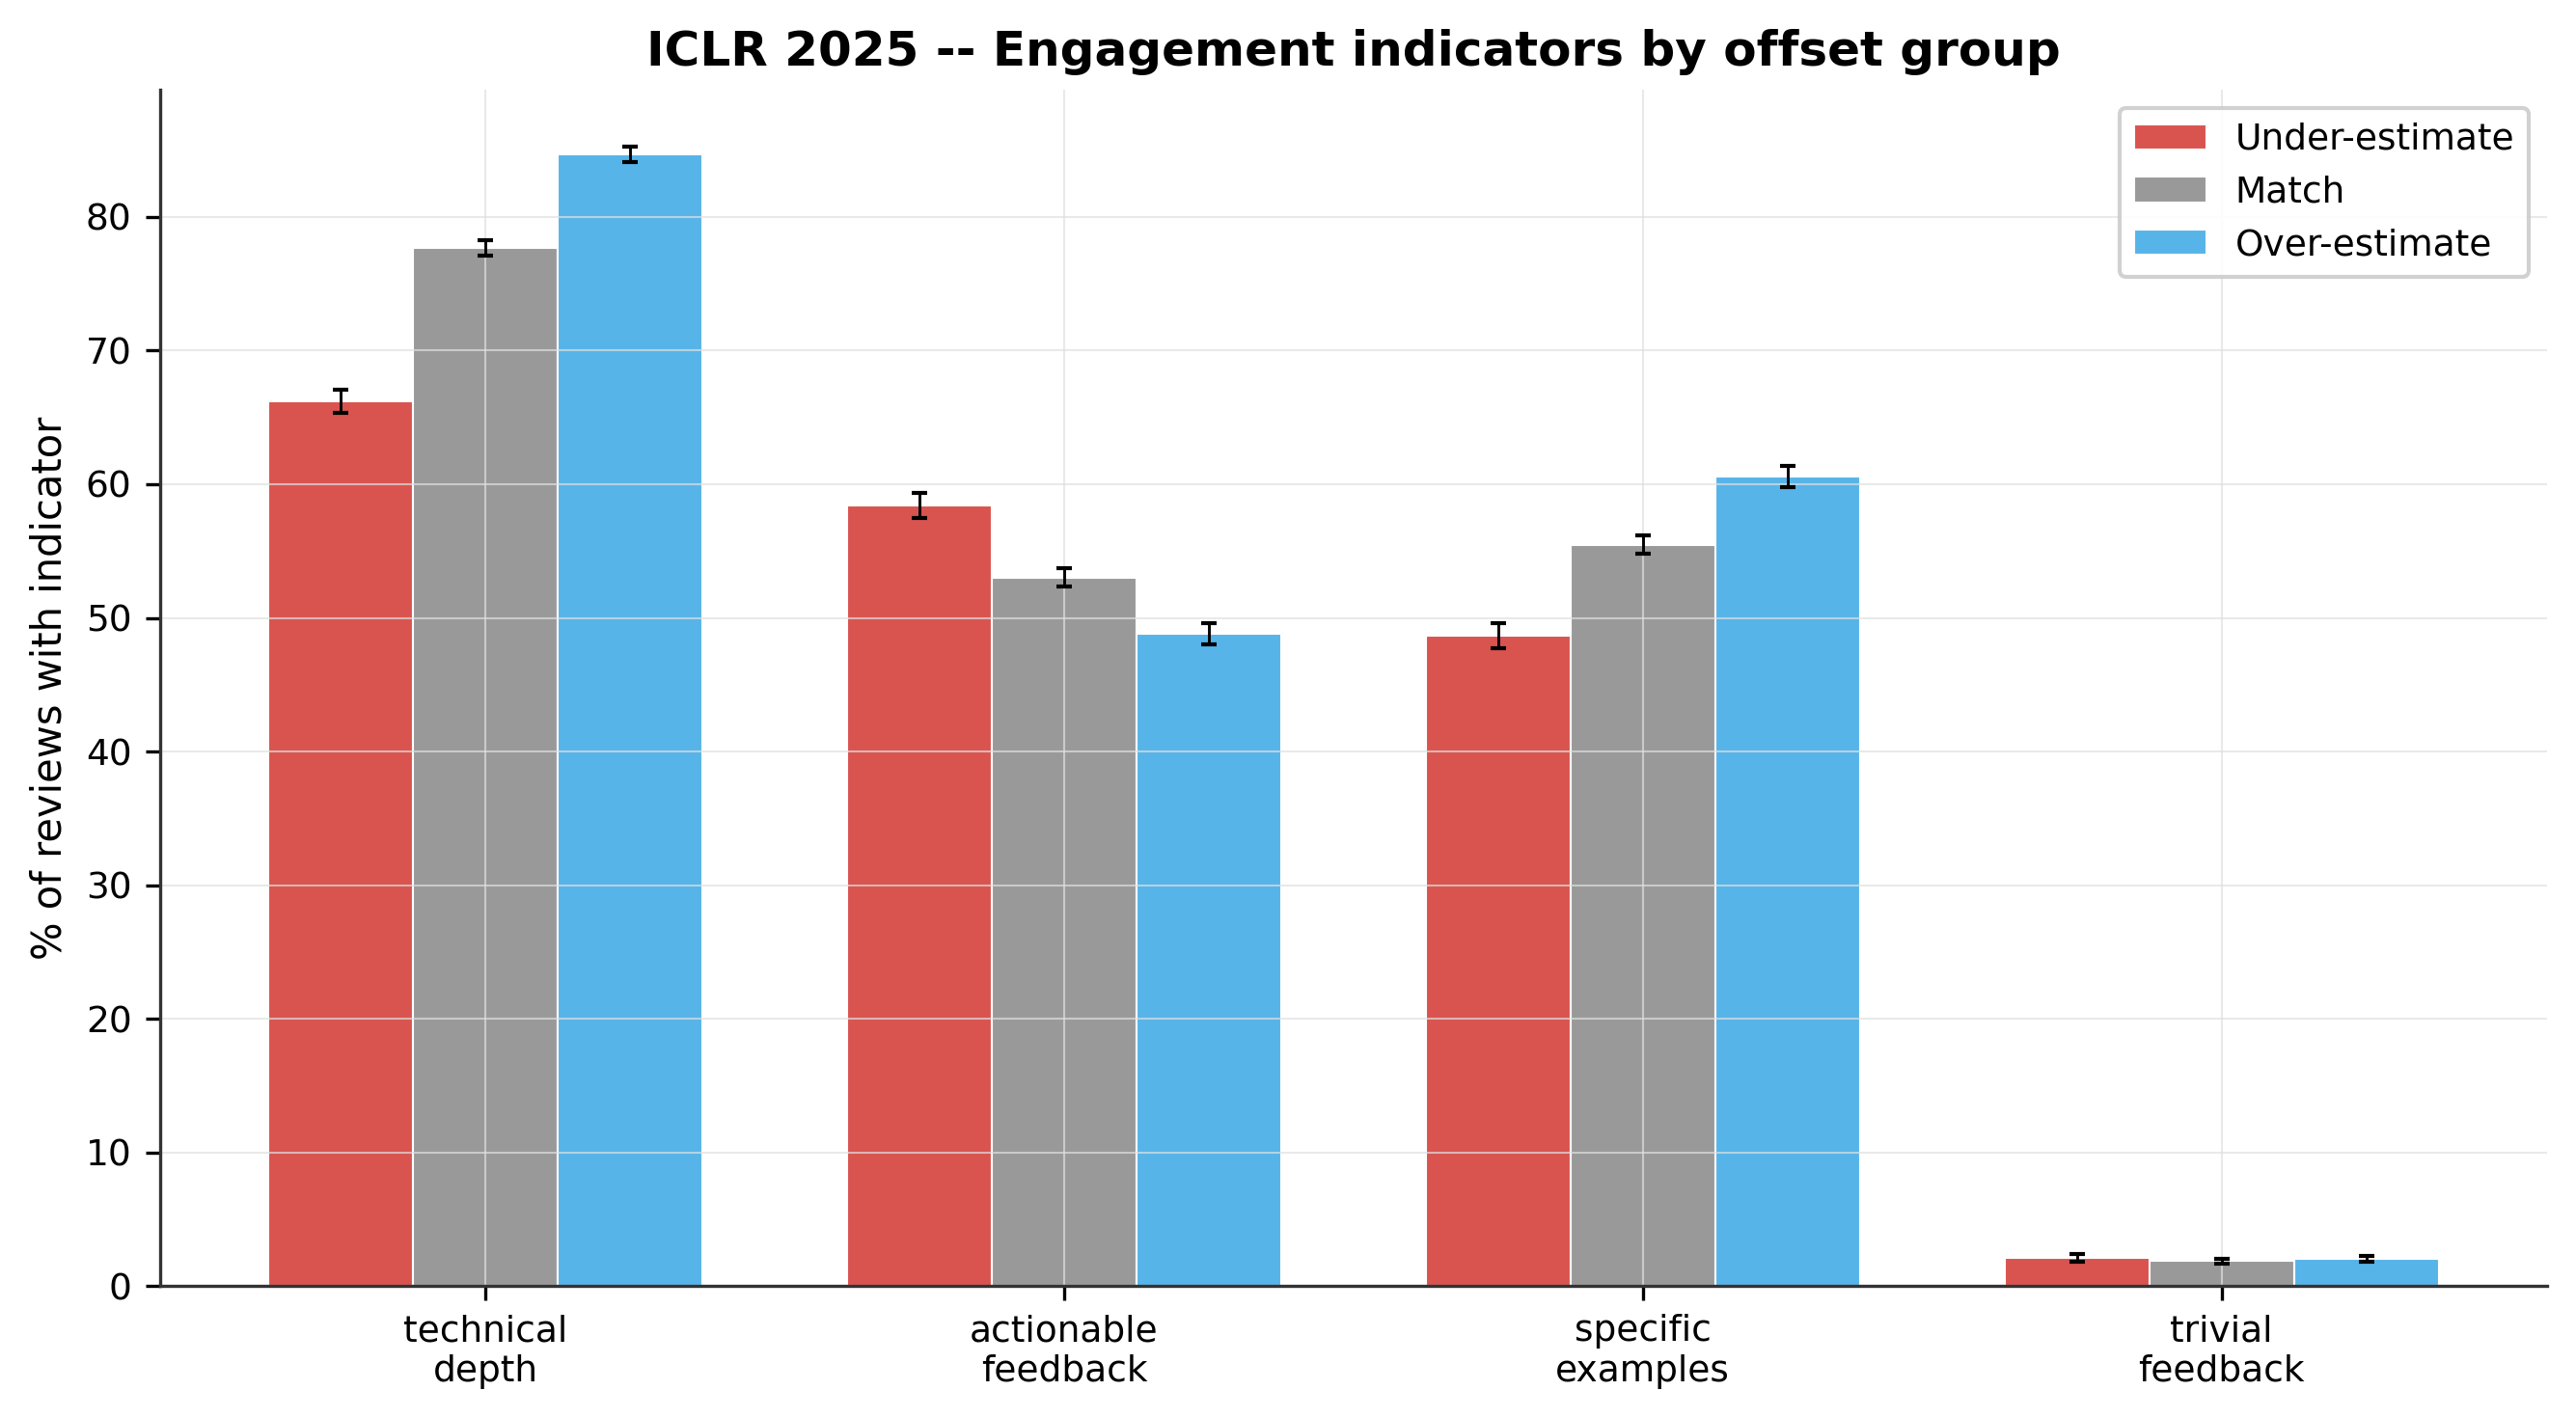 ICLR 2025 -- Engagement indicators by offset group
Under-estimate
Match
Over-estimate
% of reviews with indicator
80
70
60
50
40
30
20
10
0
technical
depth
actionable
feedback
specific
examples
trivial
feedback